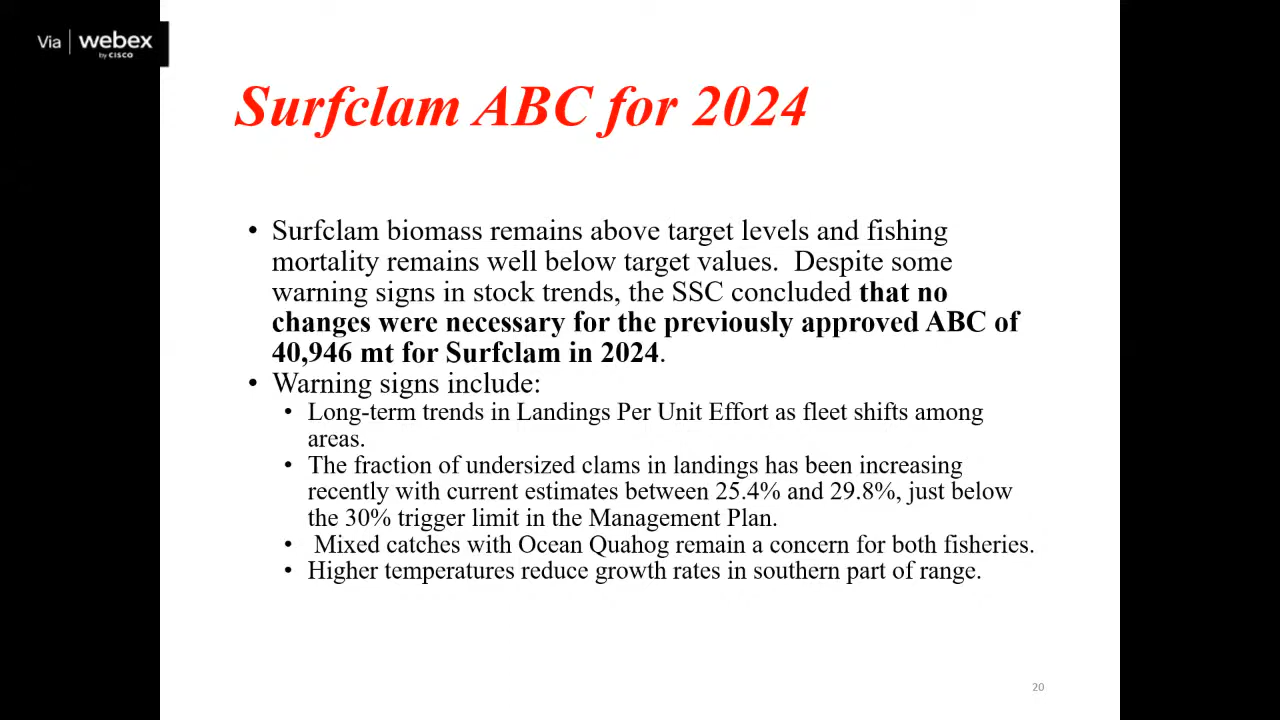 Via | webex
by CISCO
Surfclam ABC for 2024
• Surfclam biomass remains above target levels and fishing
mortality remains well below target values.  Despite some
warning signs in stock trends, the SSC concluded that no
changes were necessary for the previously approved ABC of
40,946 mt for Surfclam in 2024.
• Warning signs include:
• Long-term trends in Landings Per Unit Effort as fleet shifts among
areas.
• The fraction of undersized clams in landings has been increasing
recently with current estimates between 25.4% and 29.8%, just below
the 30% trigger limit in the Management Plan.
• Mixed catches with Ocean Quahog remain a concern for both fisheries.
• Higher temperatures reduce growth rates in southern part of range.
20